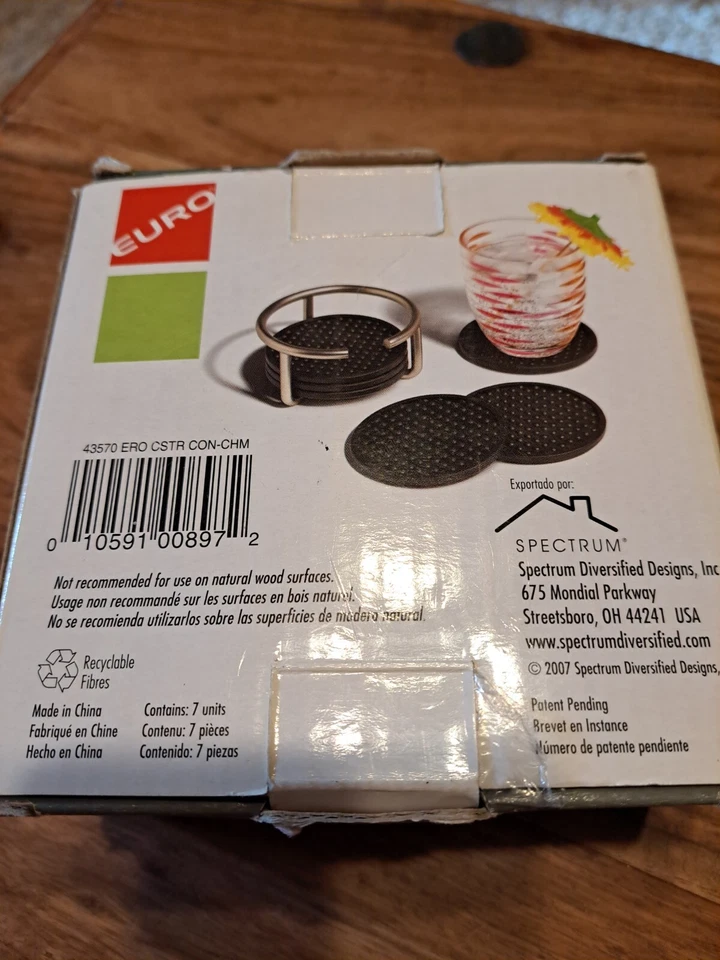 EURO
43570 ERO CSTR CON-CHM
0 10591 00897 2
Exportado por:
SPECTRUM®
Spectrum Diversified Designs, Inc
675 Mondial Parkway
Streetsboro, OH 44241 USA
www.spectrumdiversified.com
© 2007 Spectrum Diversified Designs,
Not recommended for use on natural wood surfaces.
Usage non recommandé sur les surfaces en bois naturel.
No se recomienda utilizarlos sobre las superficies de madera natural.
Recyclable
Fibres
Made in China
Fabriqué en Chine
Hecho en China
Contains: 7 units
Contenu: 7 pièces
Contenido: 7 piezas
Patent Pending
Brevet en Instance
Número de patente pendiente